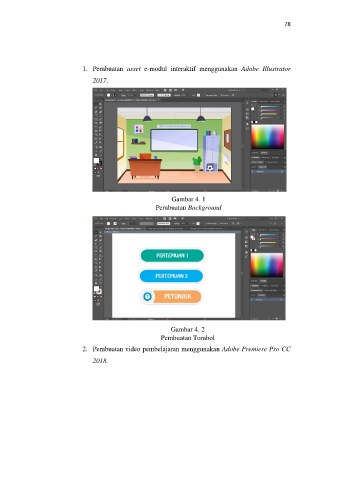 78
1. Pembuatan asset e-modul interaktif menggunakan Adobe Illustrator
2017.
Gambar 4. 1
Pembuatan Background
PERTEMUAN 1
PERTEMUAN 2
PETUNJUK
Gambar 4. 2
Pembuatan Tombol
2. Pembuatan video pembelajaran menggunakan Adobe Premiere Pro CC
2018.